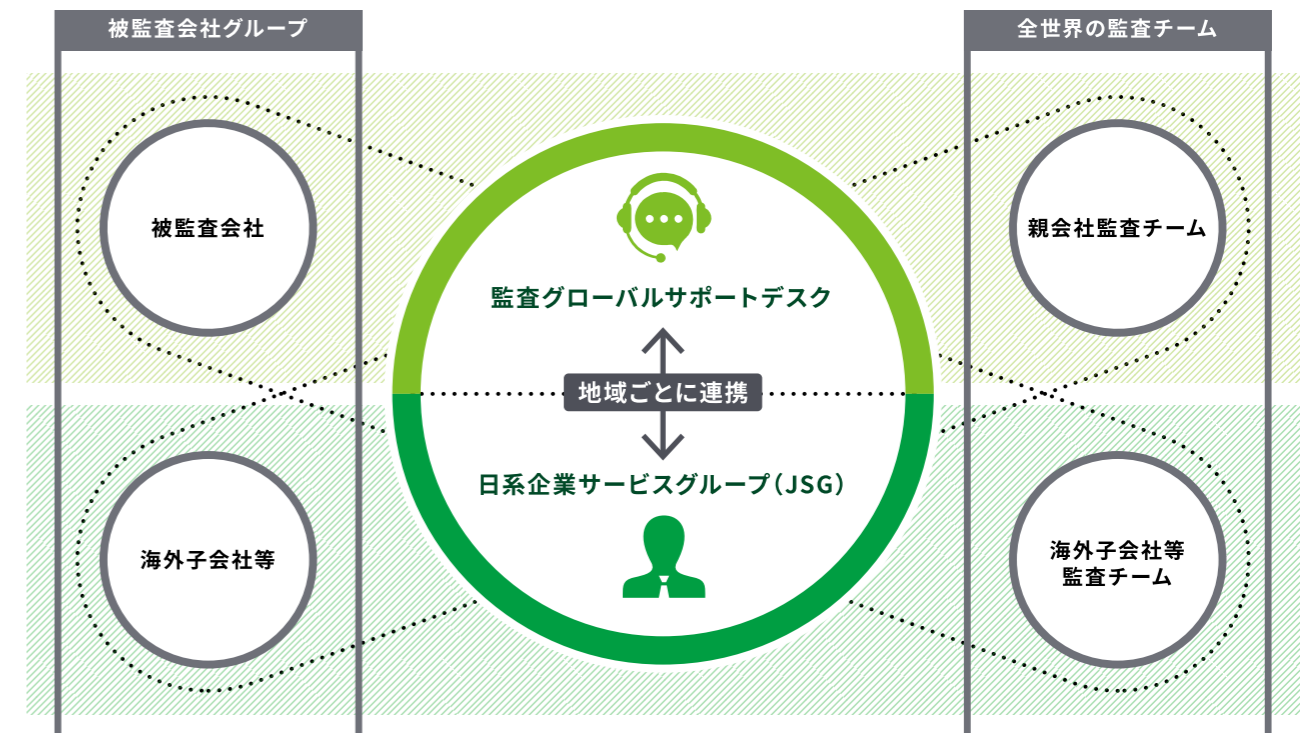 被監査会社グループ
全世界の監査チーム
被監査会社
親会社監査チーム
監査グローバルサポートデスク
地域ごとに連携
日系企業サービスグループ（JSG）
海外子会社等
海外子会社等
監査チーム